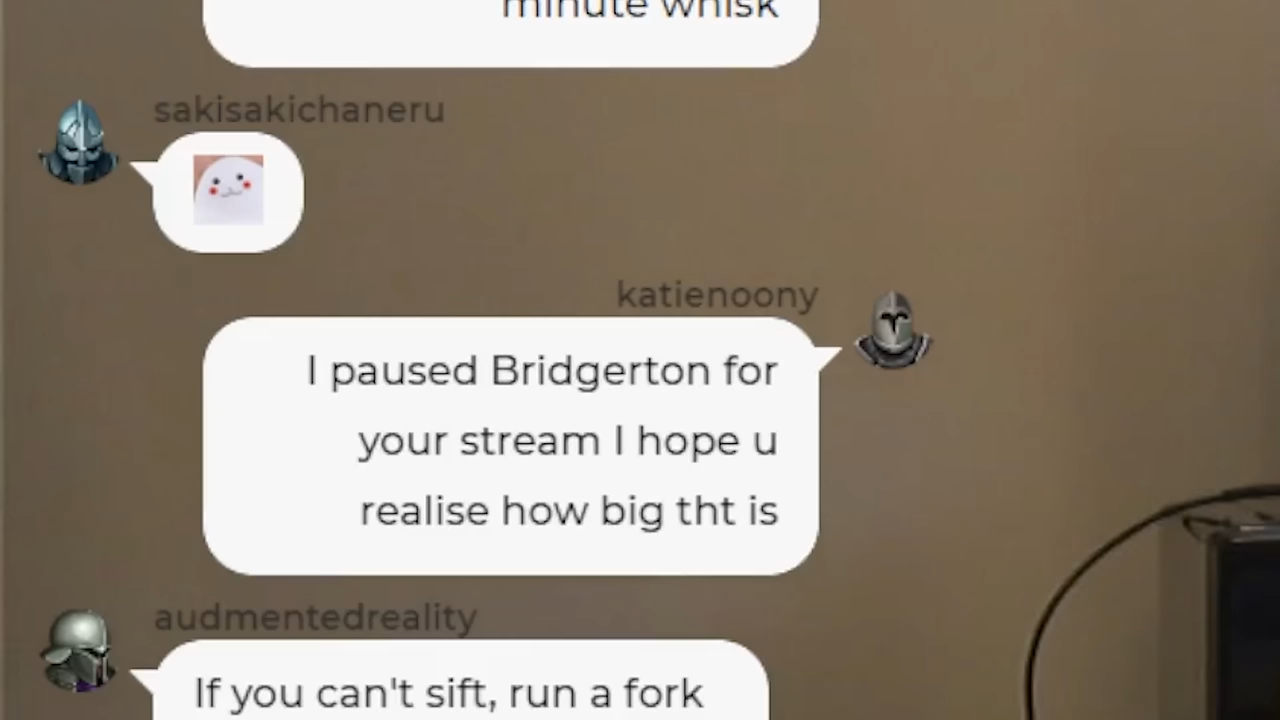 minute whisk
sakisakichaneru
katienoony
I paused Bridgerton for
your stream I hope u
realise how big tht is
audmentedreality
If you can't sift, run a fork